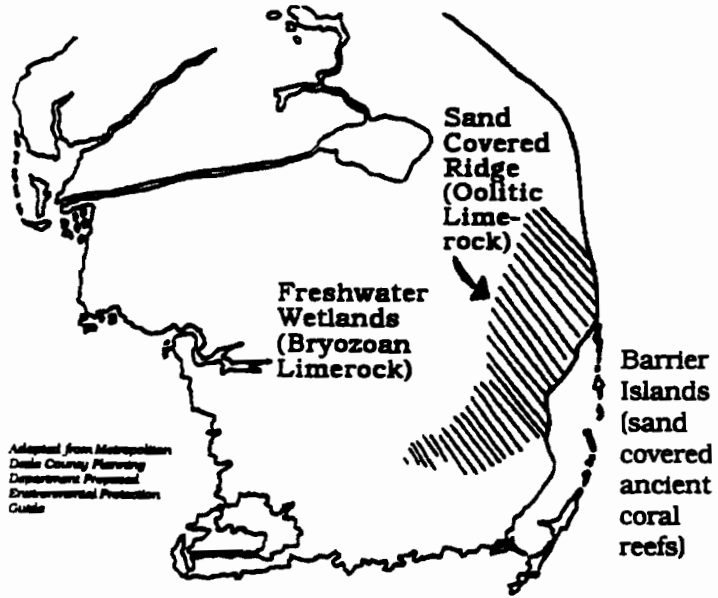 Sand
Covered
Ridge
(Oolitic
Lime-
rock)
Freshwater
Wetlands
(Bryozoan
Limerock)
Barrier
Islands
(sand
covered
ancient
coral
reefs)
Adapted from Metropolitan
Dade County Planning
Department Proposed
Environmental Protection
Guide